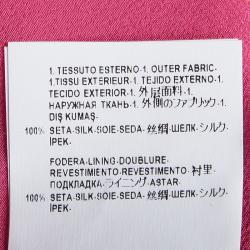 1. TESSUTO ESTERNO-1. OUTER FABRIC-
1.TISSU EXTERIEUR-1. TEJIDO EXTERNO-1.
TECIDO EXTERIOR-1. 外层面料-1.
НАРУЖНАЯ ТКАНЬ-1. 外側のファブリック-1.
DIŞ KUMAŞ-
100% SETA-SILK-SOIE-SEDA-丝绸-ШЕЛК-シルク-
İPEK-
FODERA-LINING-DOUBLURE-
REVESTIMIENTO-REVESTIMENTO-衬里-
ПОДКЛАДКА-ライニング-ASTAR-
100% SETA-SILK-SOIE-SEDA-丝绸-ШЕЛК-シルク-
İPEK-